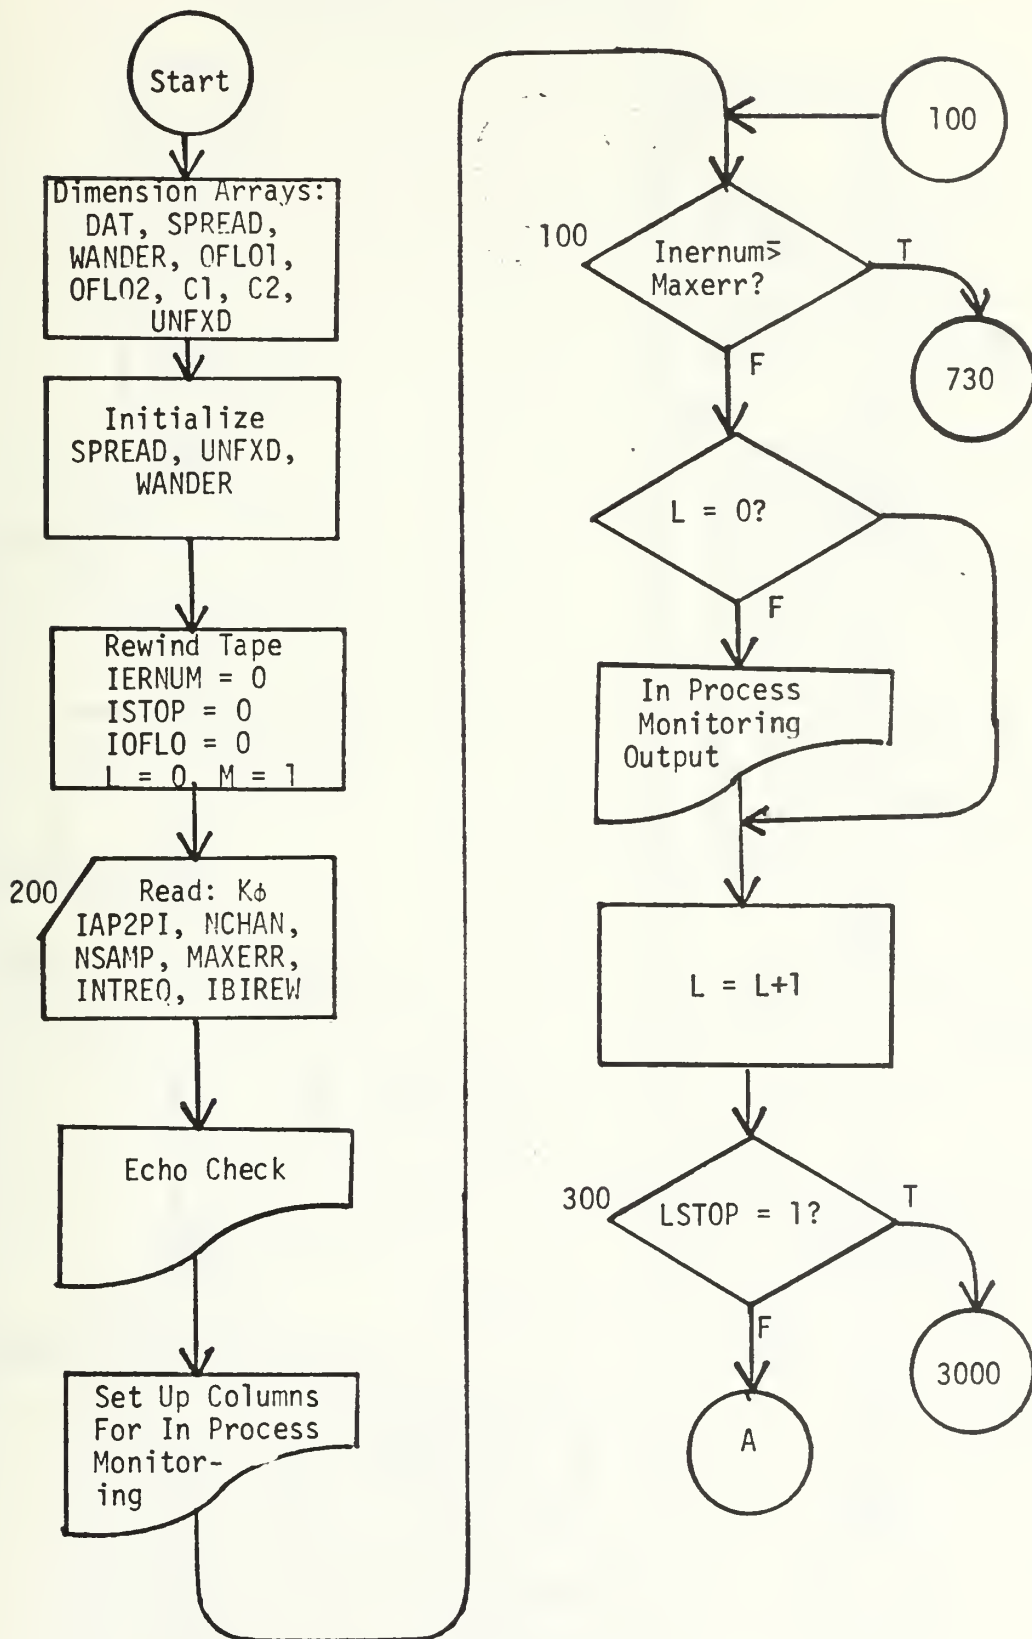 Start
Dimension Arrays:
DAT, SPREAD,
WANDER, OFLO1,
OFLO2, C1, C2,
UNFXD
Initialize
SPREAD, UNFXD,
WANDER
Rewind Tape
IERNUM = 0
ISTOP = 0
IOFLO = 0
L = 0, M = 1
200
Read: Kϕ
IAP2PI, NCHAN,
NSAMP, MAXERR,
INTREQ, IBIREW
Echo Check
Set Up Columns
For In Process
Monitor-
ing
100
100
Inernum≥
Maxerr?
T
730
F
L = 0?
F
In Process
Monitoring
Output
L = L+1
300
LSTOP = 1?
T
3000
F
A